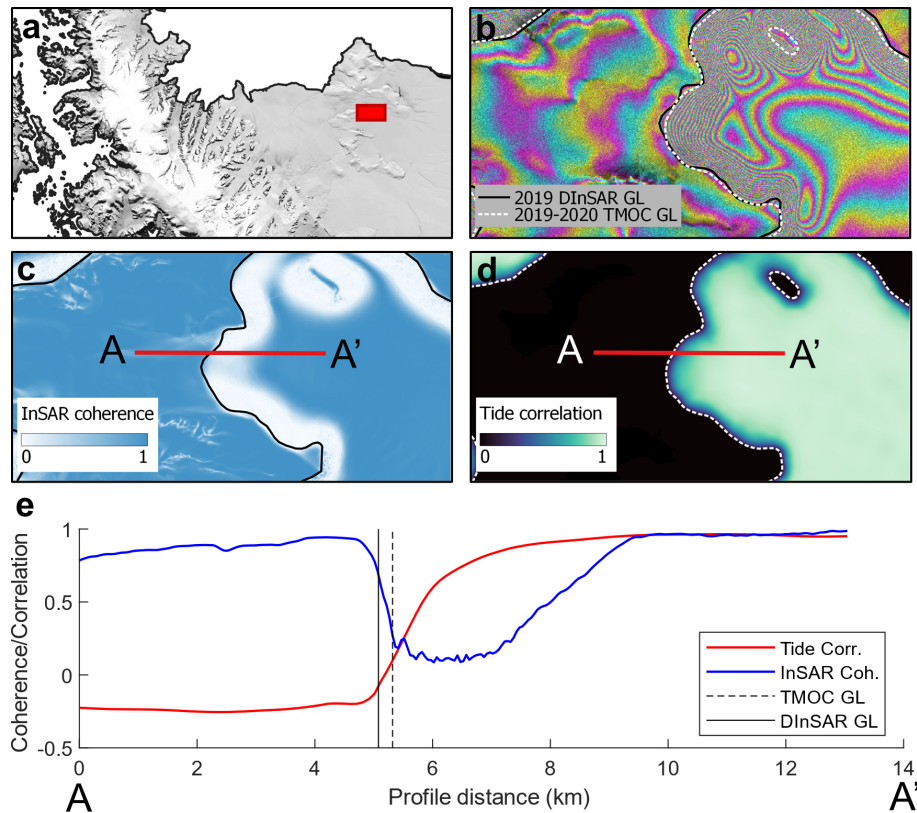 a
b
2019 DInSAR GL
2019-2020 TMOC GL
c
A
A'
InSAR coherence
0 1
d
A
A'
Tide correlation
0 1
e
1
0.5
0
-0.5
Coherence/Correlation
Tide Corr.
InSAR Coh.
TMOC GL
DInSAR GL
0 2 4 6 8 10 12 14
A
Profile distance (km)
A'